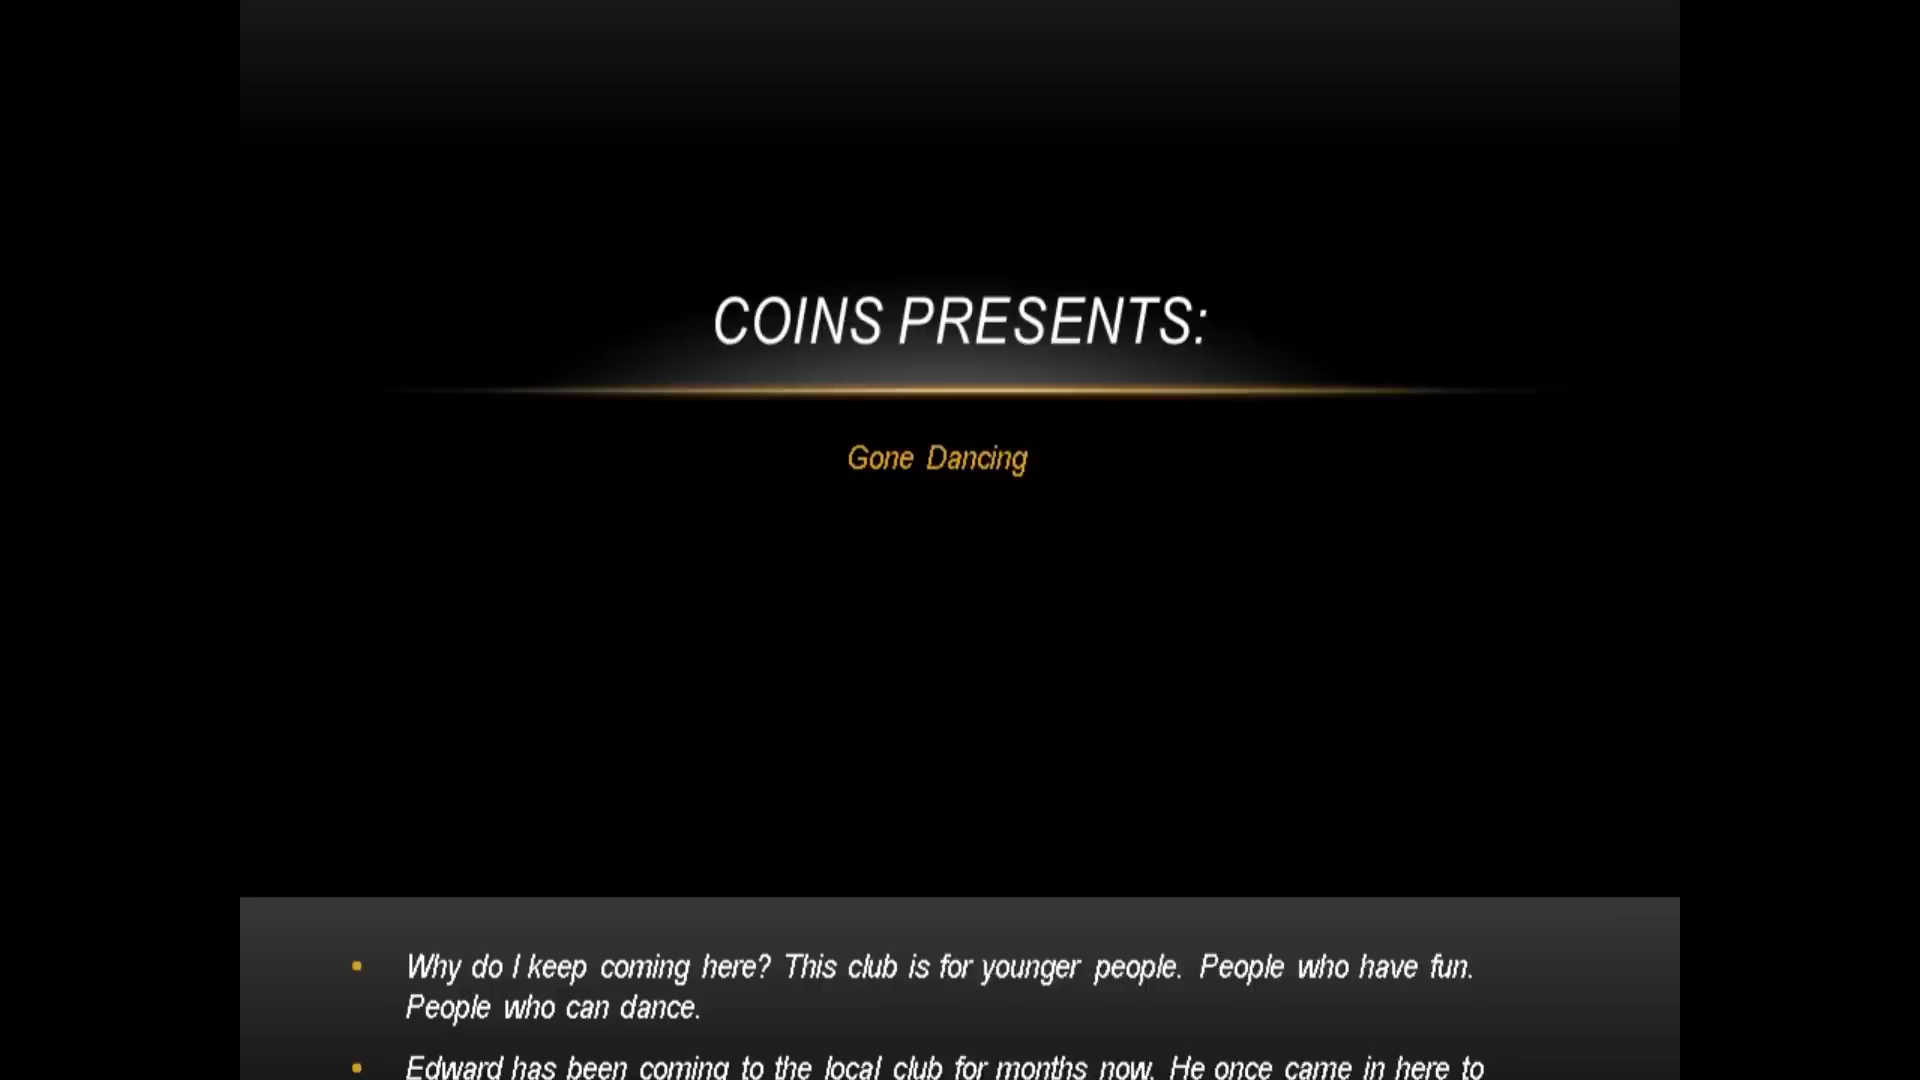 COINS PRESENTS:
Gone Dancing
• Why do I keep coming here? This club is for younger people. People who have fun.
People who can dance.
• Edward has been coming to the local club for months now. He once came in here to